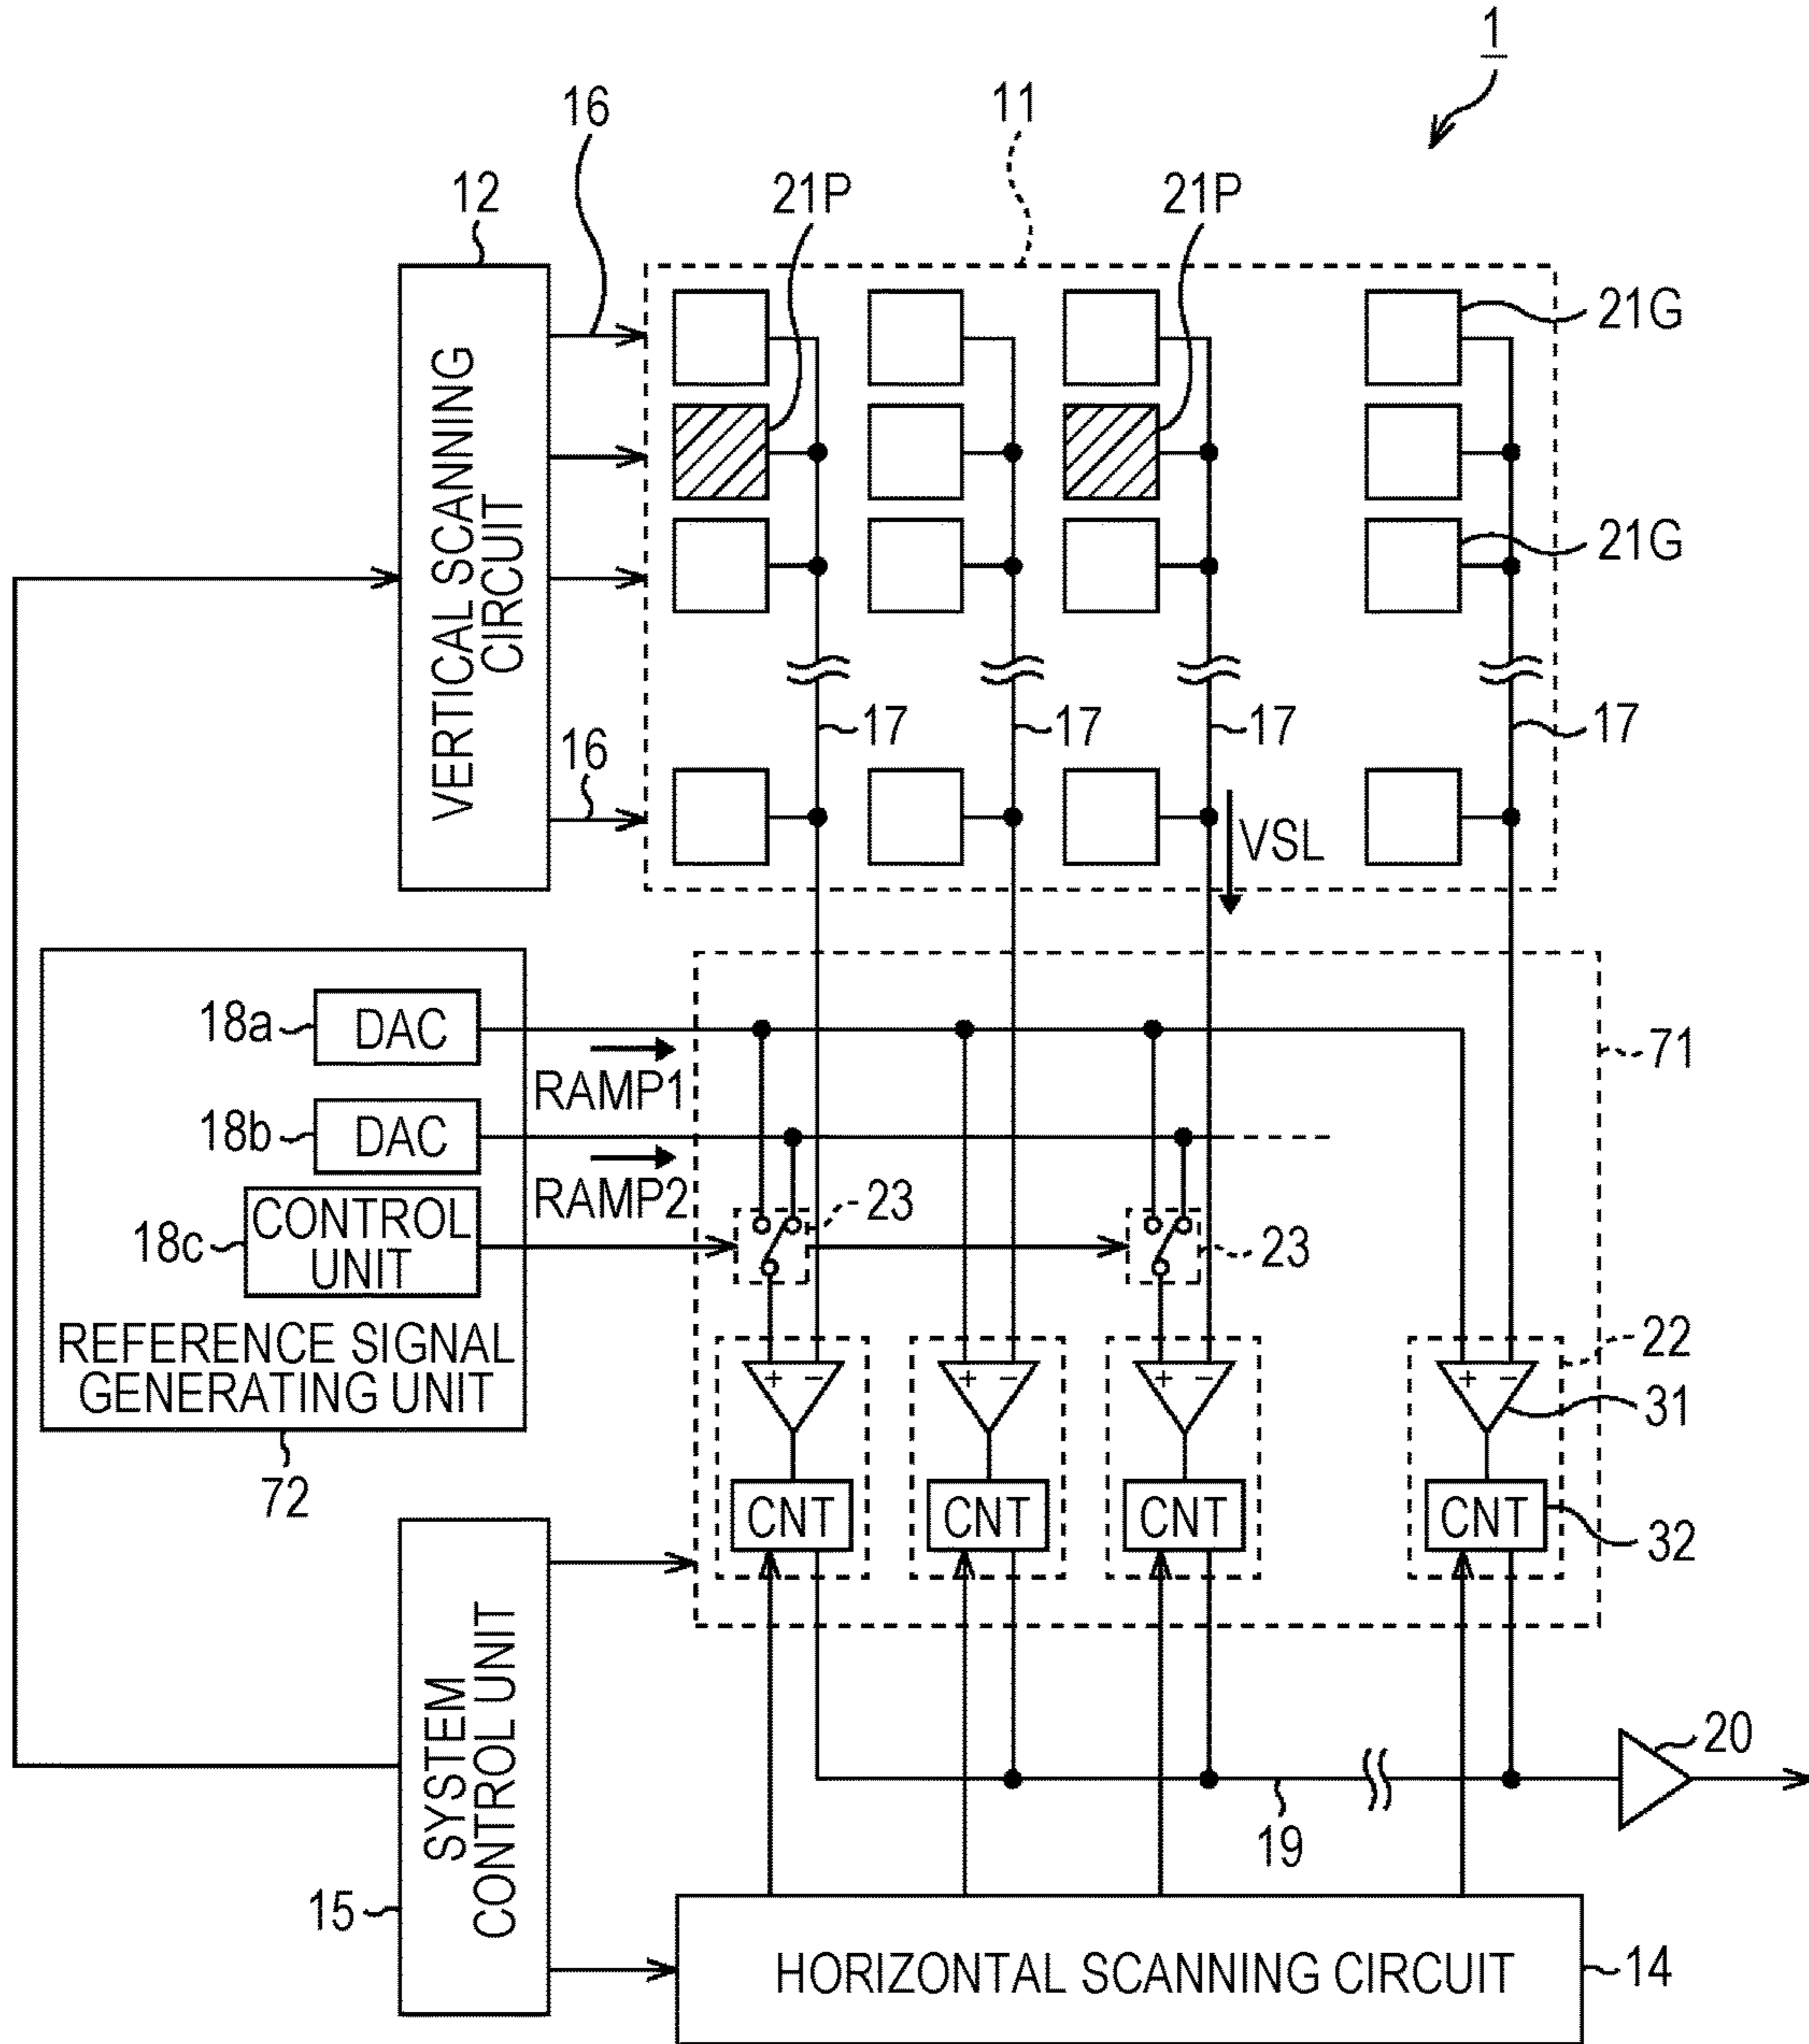 1
16
11
12
21P
21P
21G
VERTICAL SCANNING
CIRCUIT
21G
17
17
17
17
16
VSL
18a
DAC
RAMP1
71
18b
DAC
RAMP2
23
23
18c
CONTROL
UNIT
REFERENCE SIGNAL
GENERATING UNIT
72
+ −
+ −
+ −
+ −
22
31
CNT
CNT
CNT
CNT
32
SYSTEM
CONTROL UNIT
15
20
19
HORIZONTAL SCANNING CIRCUIT
14